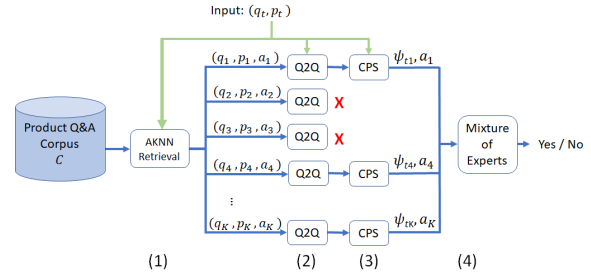 Input: (q_t, p_t)
(q_1, p_1, a_1) Q2Q CPS ψ_t1, a_1
(q_2, p_2, a_2) Q2Q X
Product Q&A
Corpus
C
AKNN
Retrieval
(q_3, p_3, a_3) Q2Q X
Mixture
of
Experts
Yes / No
(q_4, p_4, a_4) Q2Q CPS ψ_t4, a_4
⋮
(q_K, p_K, a_K) Q2Q CPS ψ_tK, a_K
(1) (2) (3) (4)